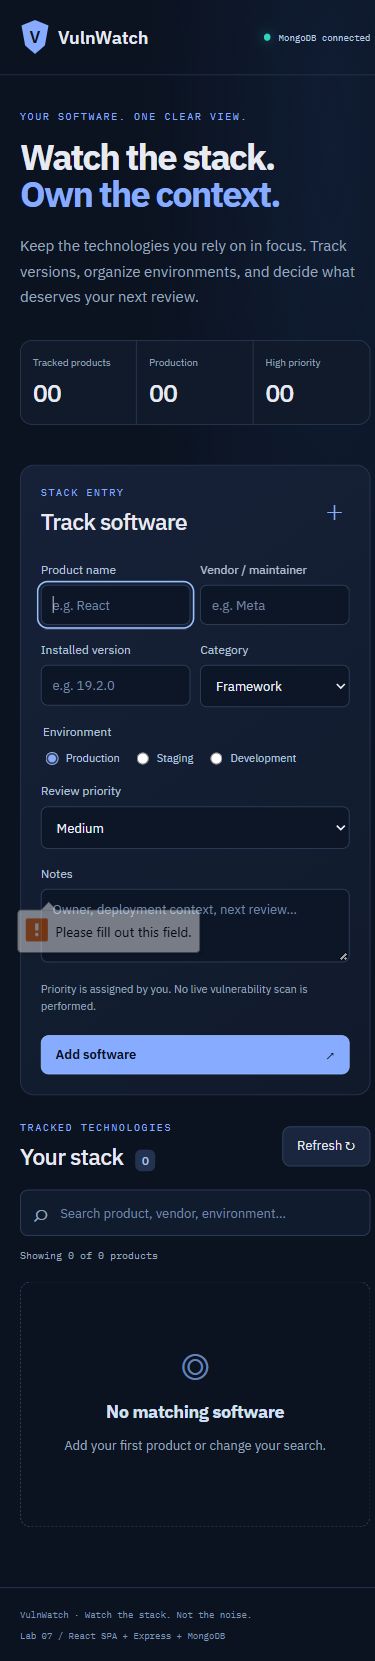 V VulnWatch
MongoDB connected
YOUR SOFTWARE. ONE CLEAR VIEW.
Watch the stack.
Own the context.
Keep the technologies you rely on in focus. Track
versions, organize environments, and decide what
deserves your next review.
Tracked products
00
Production
00
High priority
00
STACK ENTRY
Track software
+
Product name
e.g. React
Vendor / maintainer
e.g. Meta
Installed version
e.g. 19.2.0
Category
Framework
Environment
Production Staging Development
Review priority
Medium
Notes
Owner, deployment context, next review...
Please fill out this field.
Priority is assigned by you. No live vulnerability scan is
performed.
Add software ↗
TRACKED TECHNOLOGIES
Your stack 0
Refresh ↻
Search product, vendor, environment...
Showing 0 of 0 products
No matching software
Add your first product or change your search.
VulnWatch · Watch the stack. Not the noise.
Lab 07 / React SPA + Express + MongoDB